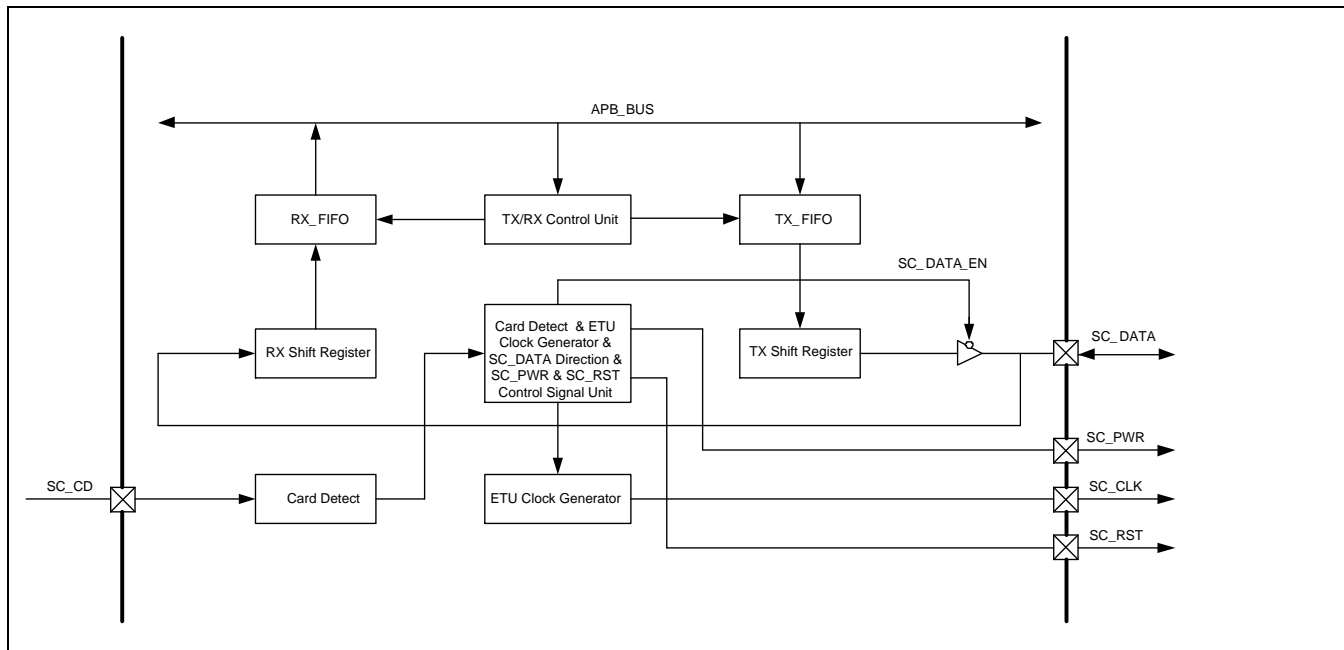 APB_BUS
RX_FIFO
TX/RX Control Unit
TX_FIFO
SC_DATA_EN
Card Detect & ETU
Clock Generator &
SC_DATA Direction &
SC_PWR & SC_RST
Control Signal Unit
RX Shift Register
TX Shift Register
SC_DATA
SC_PWR
SC_CD
Card Detect
ETU Clock Generator
SC_CLK
SC_RST